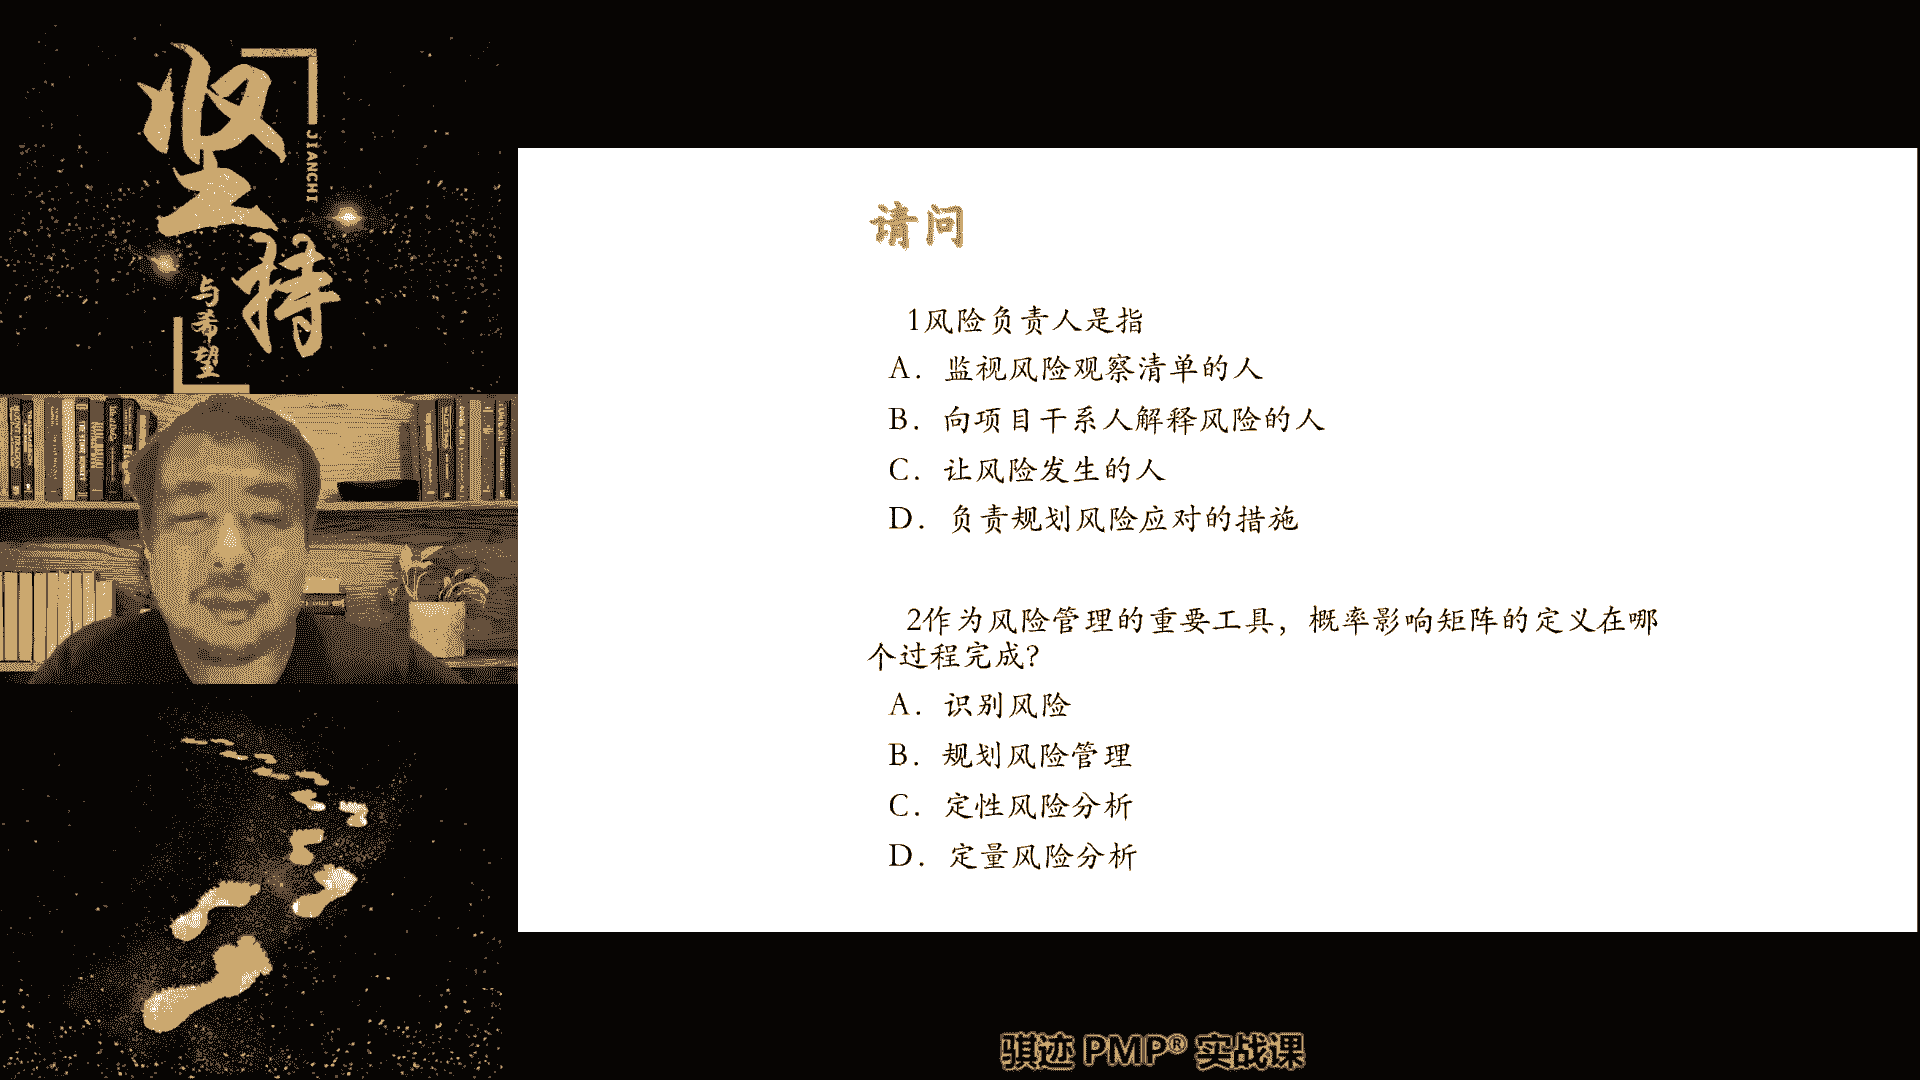 坚持
JIANCHI
与希望
请问
1风险负责人是指
A. 监视风险观察清单的人
B. 向项目干系人解释风险的人
C. 让风险发生的人
D. 负责规划风险应对的措施
2作为风险管理的重要工具，概率影响矩阵的定义在哪
个过程完成？
A. 识别风险
B. 规划风险管理
C. 定性风险分析
D. 定量风险分析
骐迹 PMP® 实战课